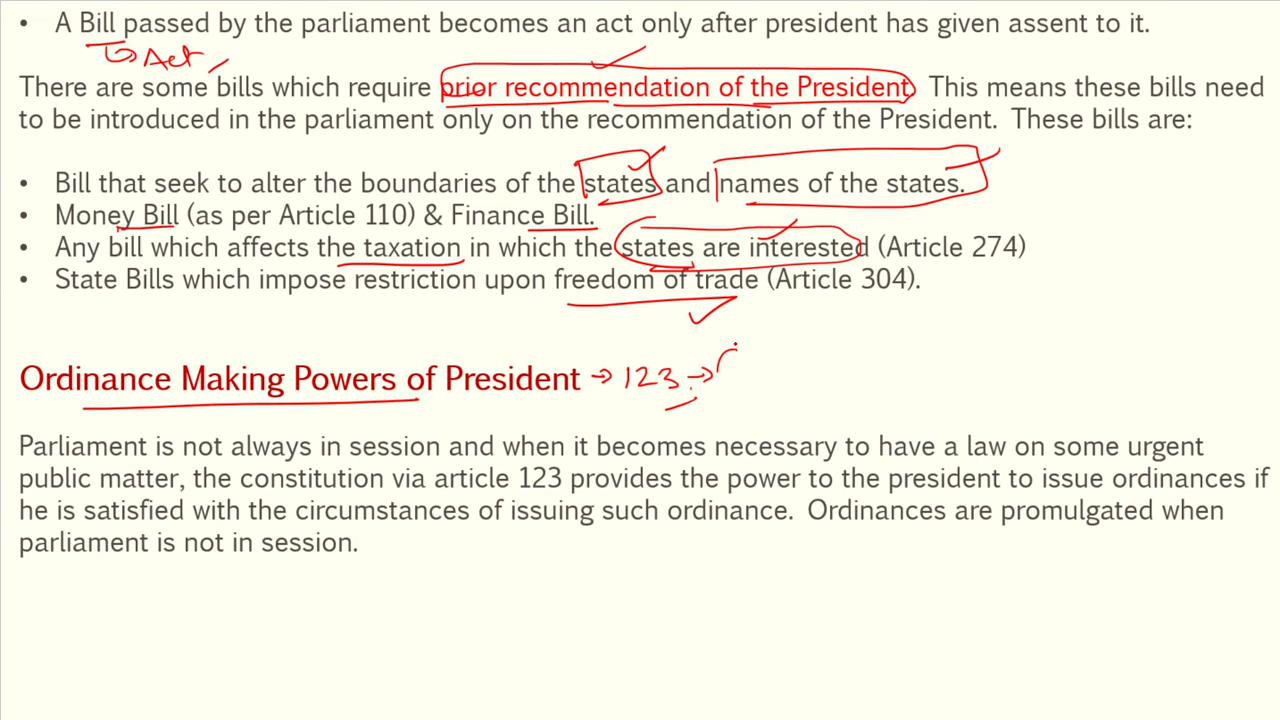 • A Bill passed by the parliament becomes an act only after president has given assent to it.
→ Act
There are some bills which require prior recommendation of the President. This means these bills need
to be introduced in the parliament only on the recommendation of the President. These bills are:
• Bill that seek to alter the boundaries of the states and names of the states.
• Money Bill (as per Article 110) & Finance Bill.
• Any bill which affects the taxation in which the states are interested (Article 274)
• State Bills which impose restriction upon freedom of trade (Article 304).
Ordinance Making Powers of President → 123 →
Parliament is not always in session and when it becomes necessary to have a law on some urgent
public matter, the constitution via article 123 provides the power to the president to issue ordinances if
he is satisfied with the circumstances of issuing such ordinance. Ordinances are promulgated when
parliament is not in session.